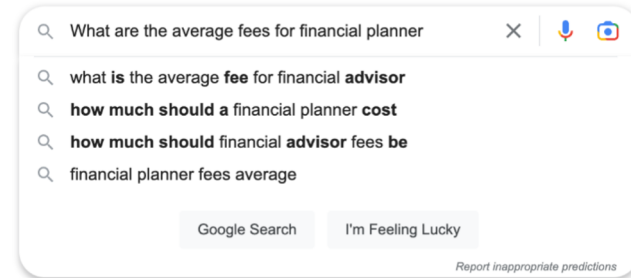 What are the average fees for financial planner
what is the average fee for financial advisor
how much should a financial planner cost
how much should financial advisor fees be
financial planner fees average
Google Search I'm Feeling Lucky
Report inappropriate predictions